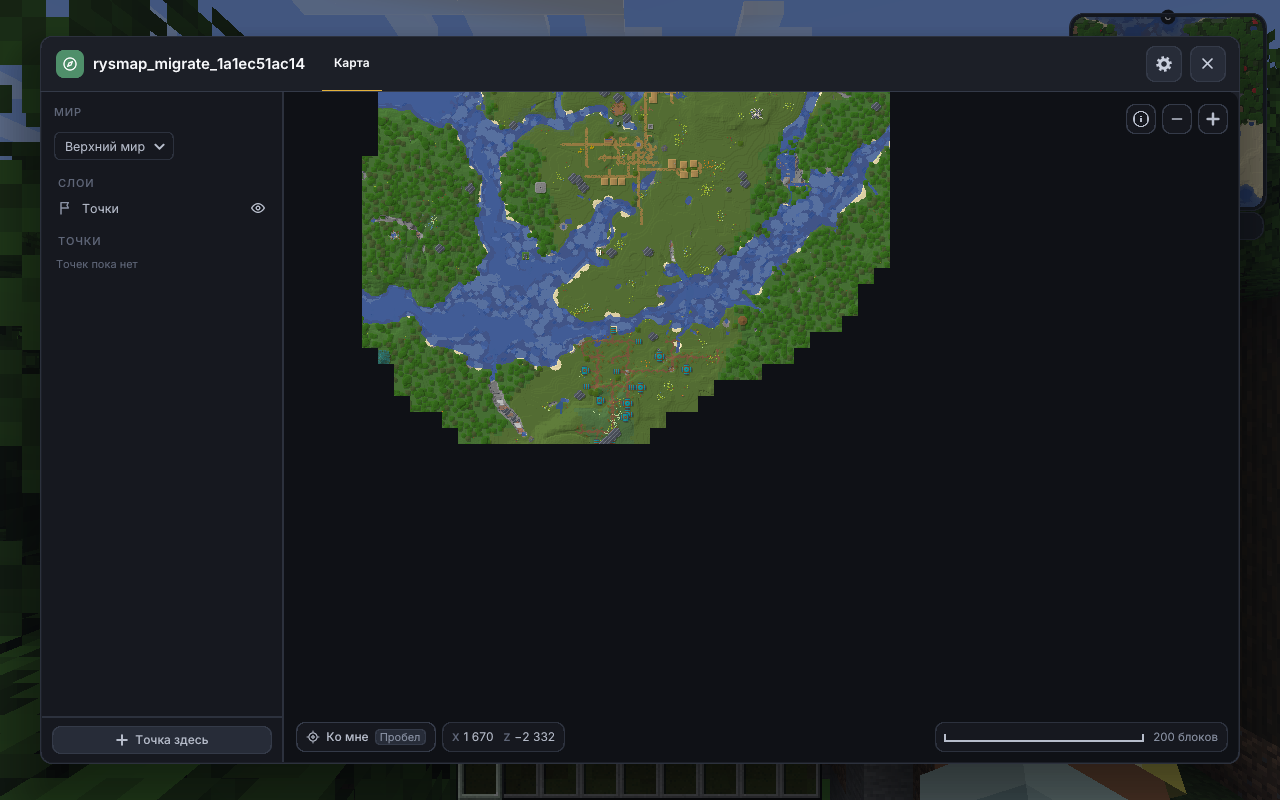 rysmap_migrate_1a1ec51ac14
Карта
МИР
Верхний мир
СЛОИ
Точки
ТОЧКИ
Точек пока нет
Точка здесь
Ко мне Пробел
X 1 670 Z −2 332
200 блоков